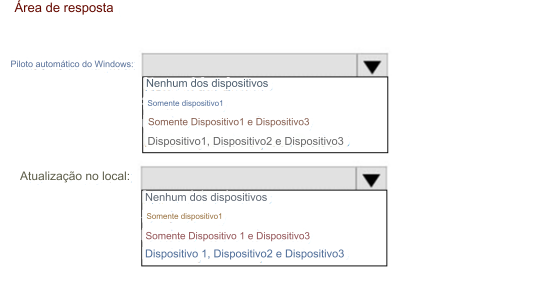 Área de resposta
Piloto automático do Windows:
Nenhum dos dispositivos
Somente dispositivo1
Somente Dispositivo1 e Dispositivo3
Dispositivo1, Dispositivo2 e Dispositivo3
Atualização no local:
Nenhum dos dispositivos
Somente dispositivo1
Somente Dispositivo 1 e Dispositivo3
Dispositivo 1, Dispositivo2 e Dispositivo3